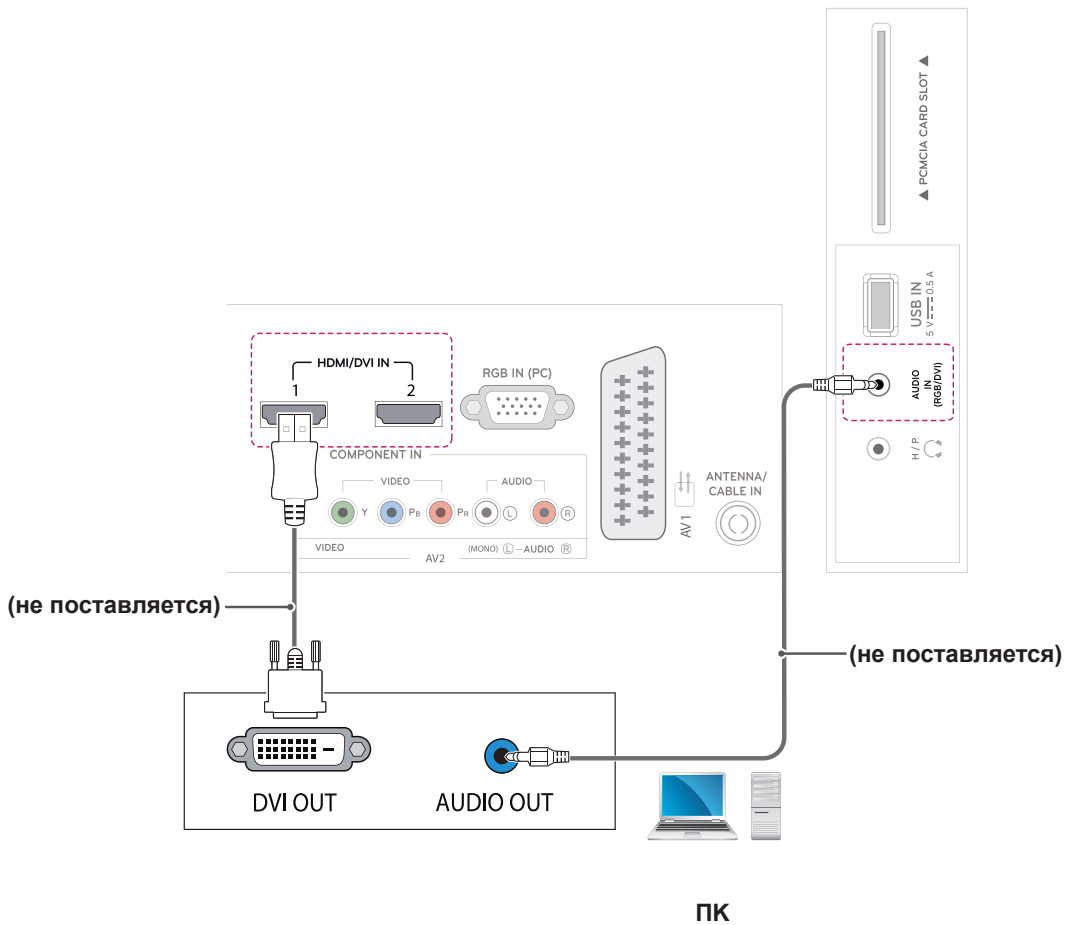 ▲ PCMCIA CARD SLOT ▲
USB IN
5 V 0.5 A
AUDIO
IN
(RGB/DVI)
H / P
HDMI/DVI IN
1 2
RGB IN (PC)
COMPONENT IN
VIDEO AUDIO
Y PB PR L R
VIDEO (MONO) L – AUDIO R
AV2
AV1
ANTENNA/
CABLE IN
(не поставляется)
(не поставляется)
DVI OUT AUDIO OUT
ПК